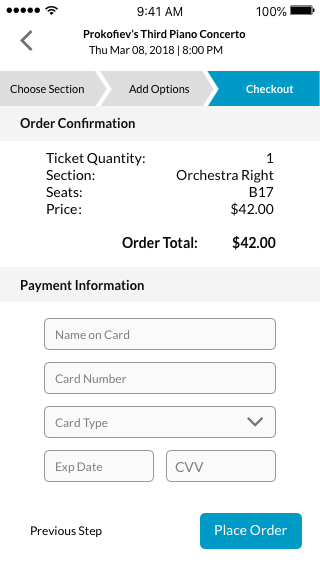 9:41 AM 100%
Prokofiev's Third Piano Concerto
Thu Mar 08, 2018 | 8:00 PM
Choose Section Add Options Checkout
Order Confirmation
Ticket Quantity: 1
Section: Orchestra Right
Seats: B17
Price: $42.00
Order Total: $42.00
Payment Information
Name on Card
Card Number
Card Type
Exp Date CVV
Previous Step Place Order